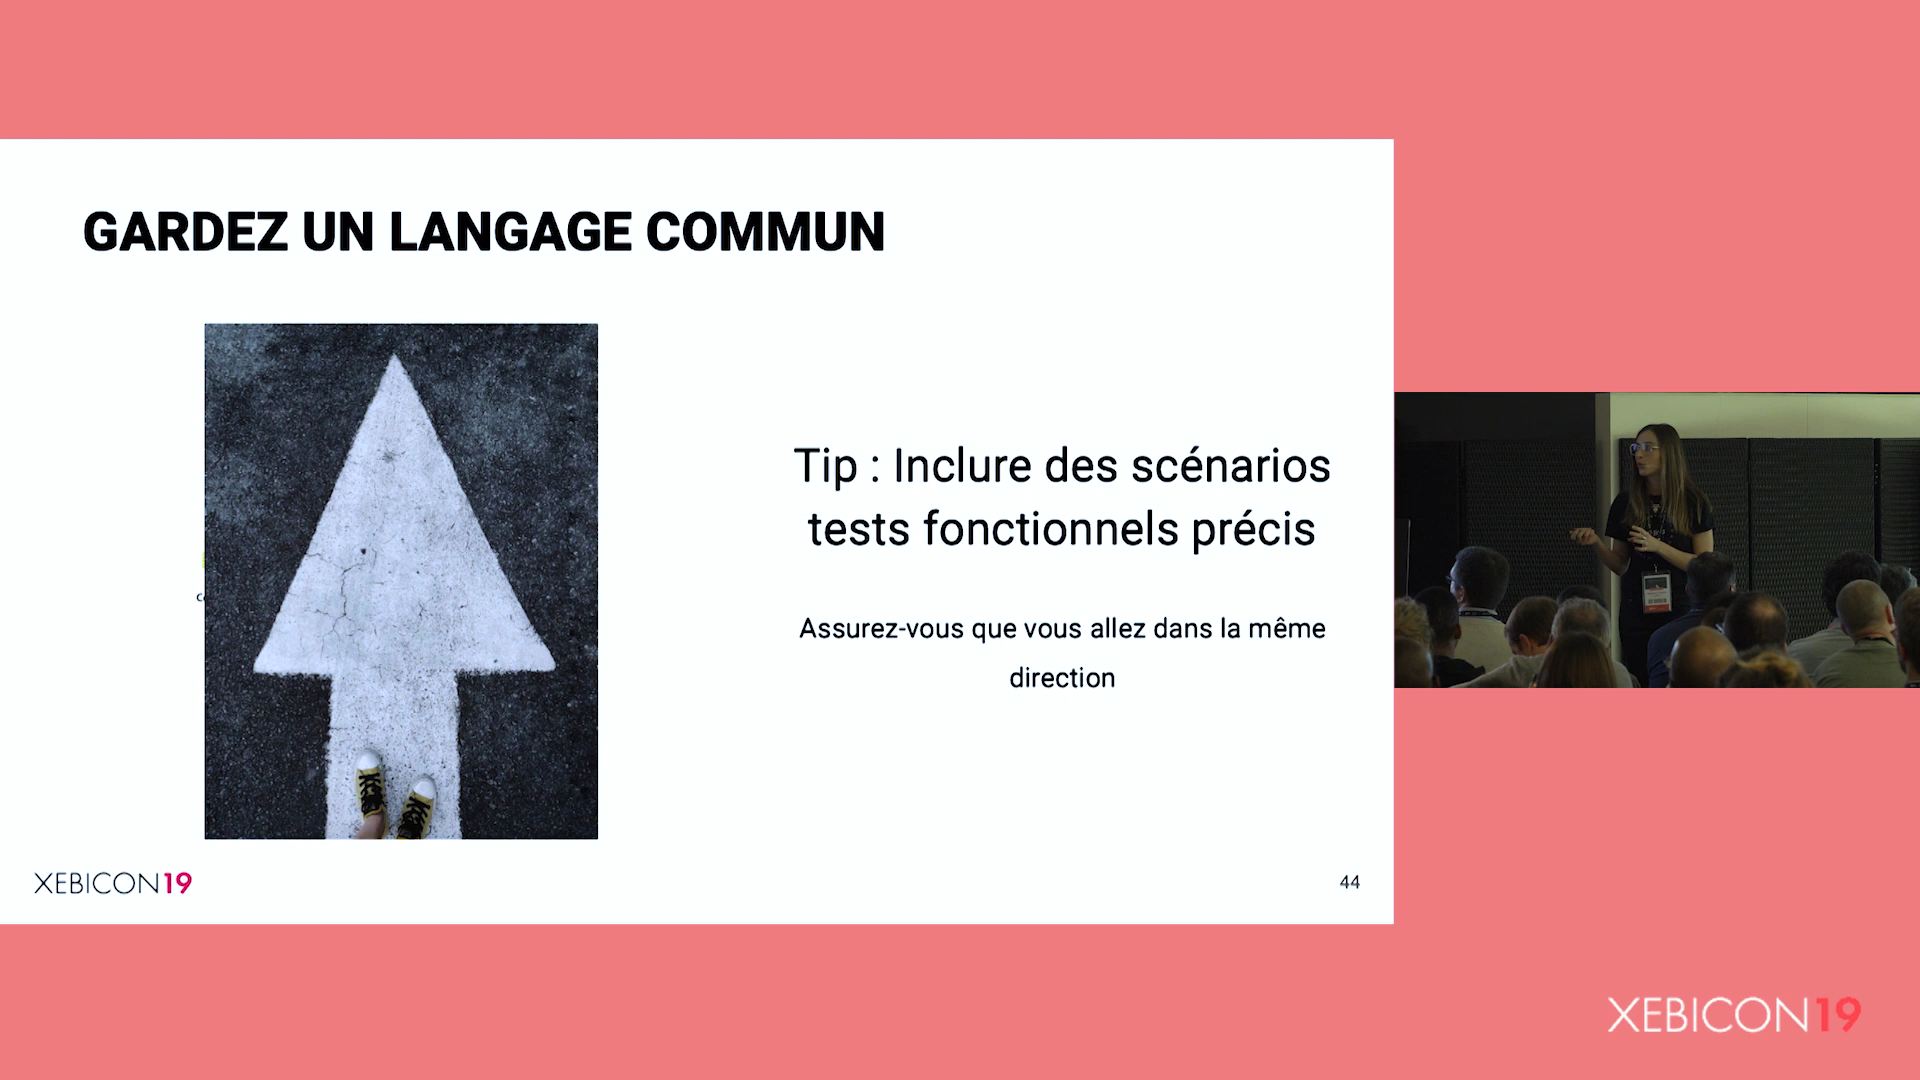 GARDEZ UN LANGAGE COMMUN
Tip : Inclure des scénarios
tests fonctionnels précis
Assurez-vous que vous allez dans la même
direction
XEBICON19
44
XEBICON19